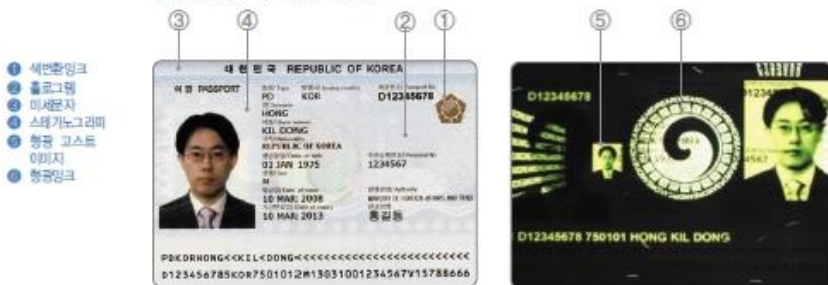 ③ ④ ② ①
⑤ ⑥
① 색변환잉크
② 홀로그램
③ 미세문자
④ 스테가노그라피
⑤ 형광 고스트
이미지
⑥ 형광잉크
대한민국 REPUBLIC OF KOREA
여권 PASSPORT
PD KOR D12345678
HONG
KIL DONG
REPUBLIC OF KOREA
01 JAN 1975 1234567
M
10 MAR 2008
10 MAR 2013 홍길동
PDKORHONG<<KIL<DONG<<<<<<<<<<<<<<<<<<<<<<<<<
D123456785KOR7501012M13031001234567V13788666
D12345678
D12345678 750101 HONG KIL DONG